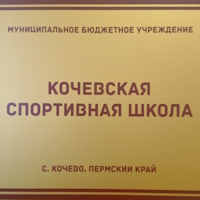 МУНИЦИПАЛЬНОЕ БЮДЖЕТНОЕ УЧРЕЖДЕНИЕ
КОЧЕВСКАЯ
СПОРТИВНАЯ ШКОЛА
С. КОЧЕВО, ПЕРМСКИЙ КРАЙ